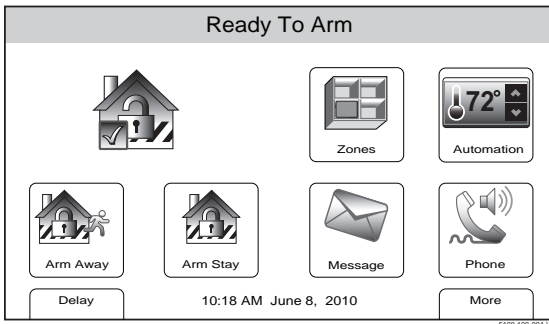 Ready To Arm
72°
Zones
Automation
Arm Away
Arm Stay
Message
Phone
Delay
10:18 AM June 8, 2010
More